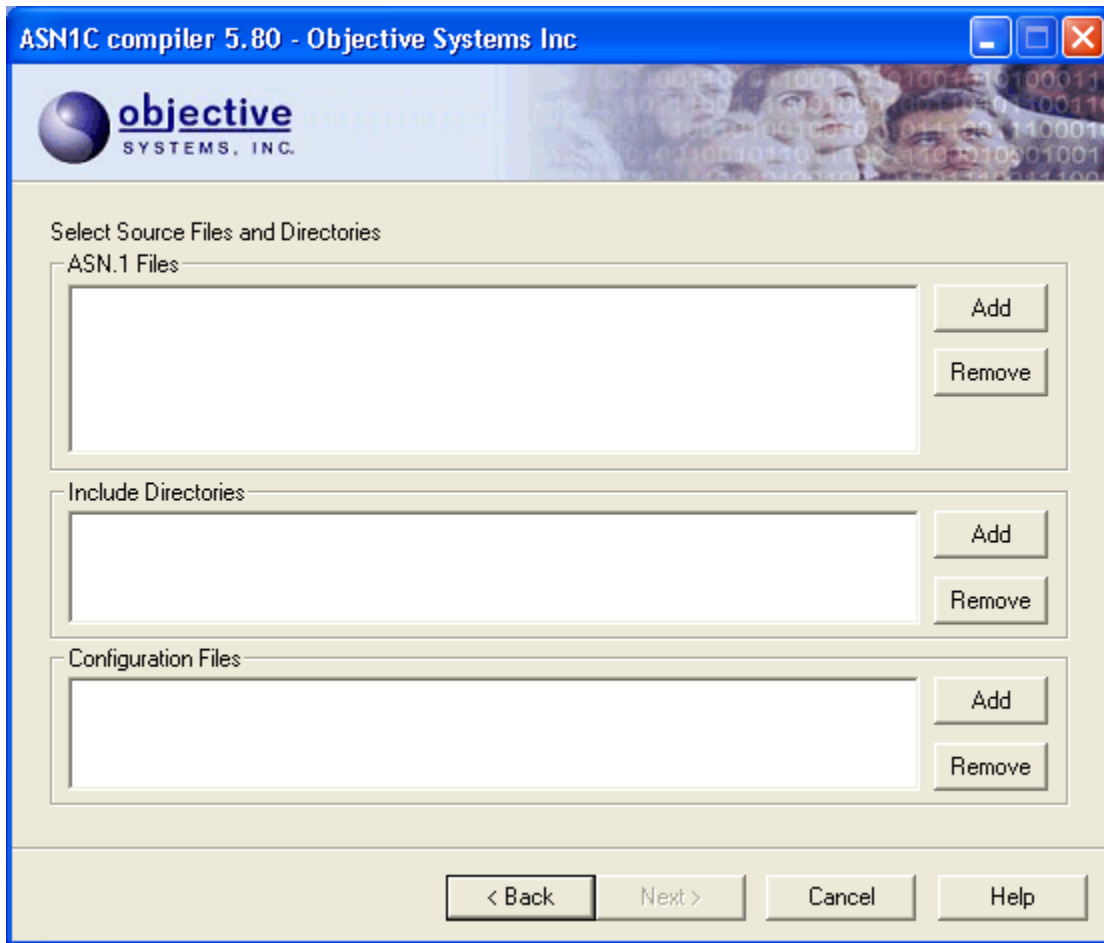 ASN1C compiler 5.80 - Objective Systems Inc
objective
SYSTEMS, INC.
Select Source Files and Directories
ASN.1 Files
Add
Remove
Include Directories
Add
Remove
Configuration Files
Add
Remove
< Back
Next >
Cancel
Help